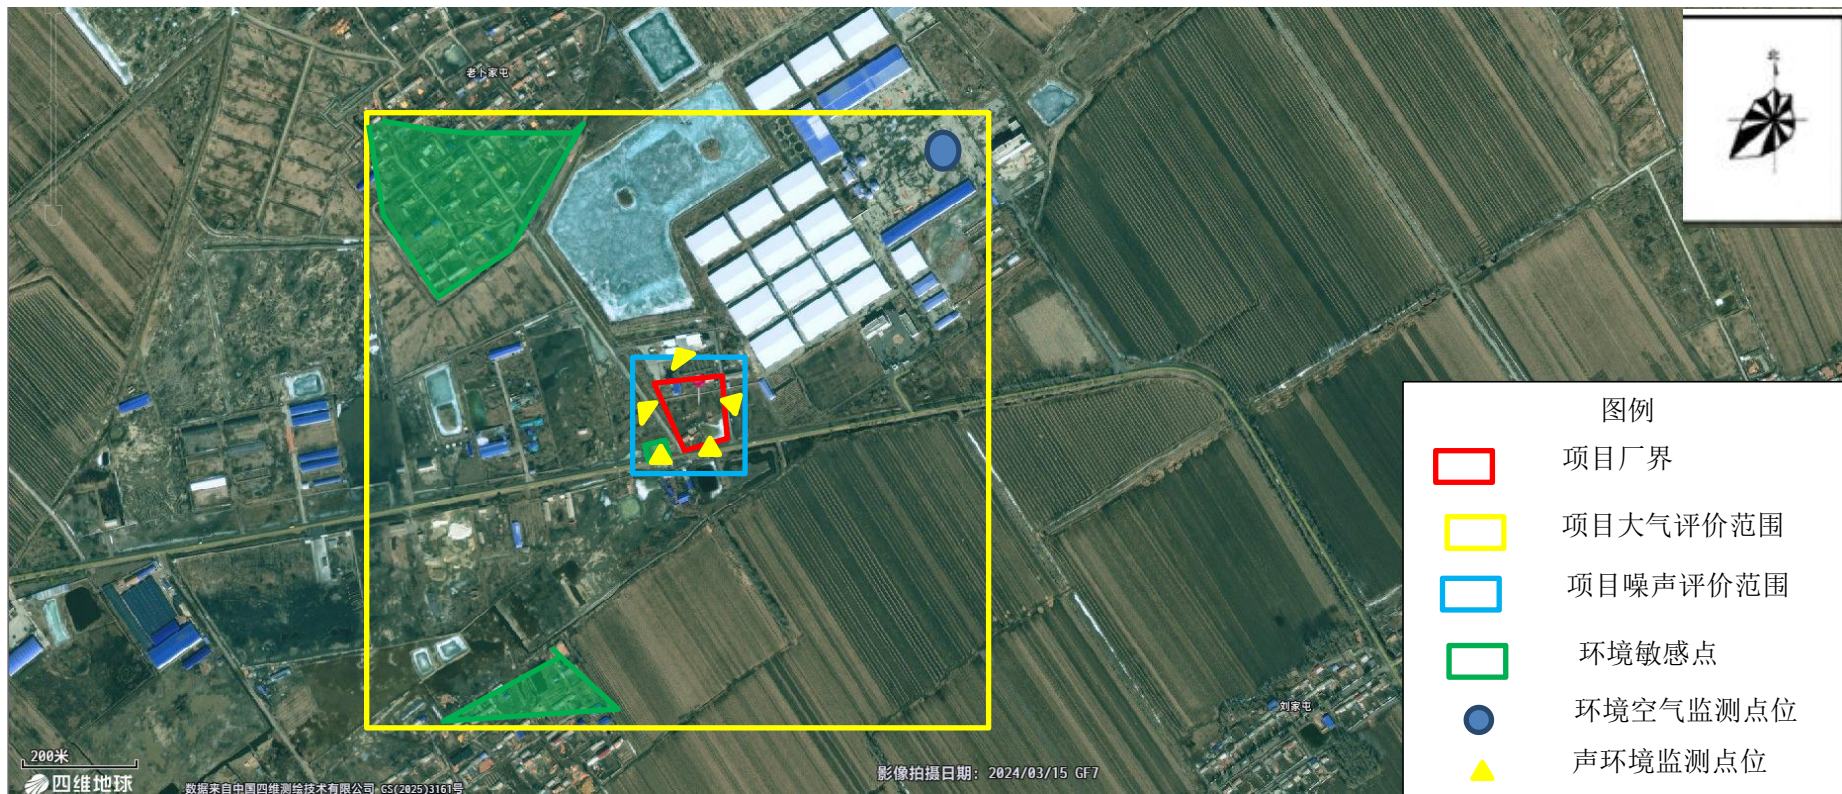 老卜家屯
北
图例
项目厂界
项目大气评价范围
项目噪声评价范围
环境敏感点
环境空气监测点位
声环境监测点位
刘家屯
200米
四维地球
数据来自中国四维测绘技术有限公司 GS(2025)3161号
影像拍摄日期: 2024/03/15 GF7